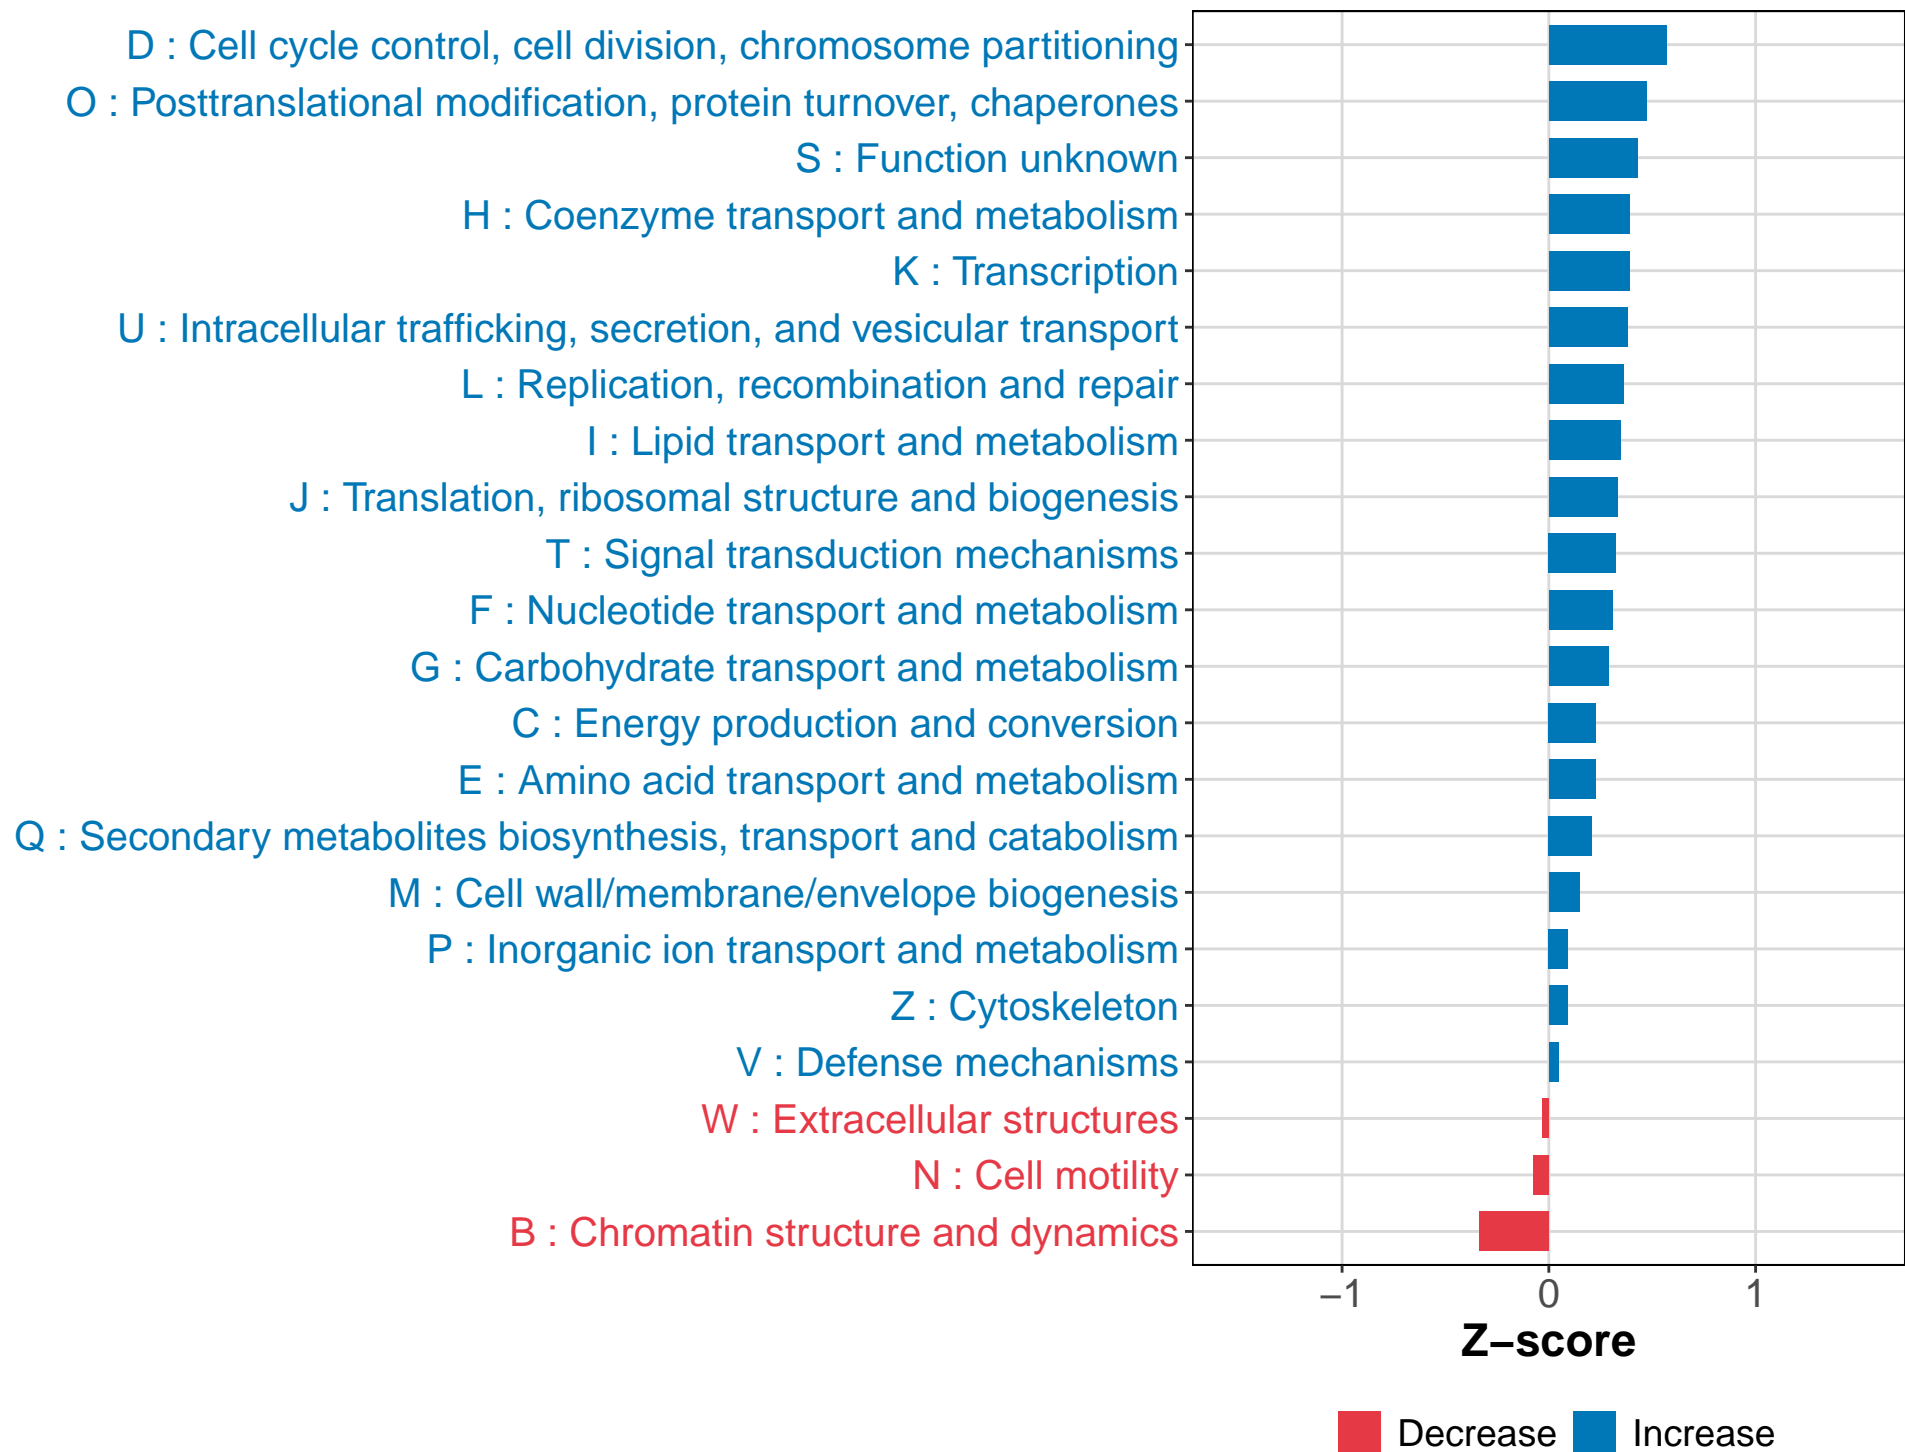 D : Cell cycle control, cell division, chromosome partitioning
O : Posttranslational modification, protein turnover, chaperones
S : Function unknown
H : Coenzyme transport and metabolism
K : Transcription
U : Intracellular trafficking, secretion, and vesicular transport
L : Replication, recombination and repair
I : Lipid transport and metabolism
J : Translation, ribosomal structure and biogenesis
T : Signal transduction mechanisms
F : Nucleotide transport and metabolism
G : Carbohydrate transport and metabolism
C : Energy production and conversion
E : Amino acid transport and metabolism
Q : Secondary metabolites biosynthesis, transport and catabolism
M : Cell wall/membrane/envelope biogenesis
P : Inorganic ion transport and metabolism
Z : Cytoskeleton
V : Defense mechanisms
W : Extracellular structures
N : Cell motility
B : Chromatin structure and dynamics
−1 0 1
Z−score
Decrease Increase